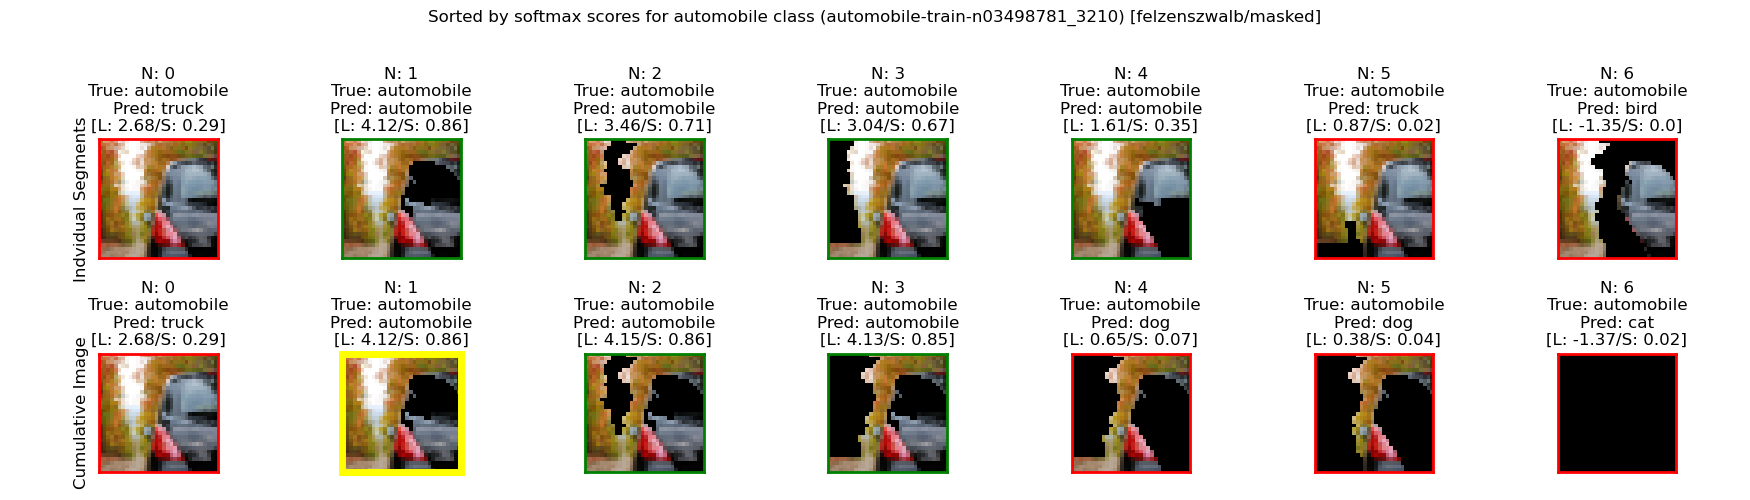 Sorted by softmax scores for automobile class (automobile-train-n03498781_3210) [felzenszwalb/masked]
Indvidual Segments
N: 0
True: automobile
Pred: truck
[L: 2.68/S: 0.29]
N: 1
True: automobile
Pred: automobile
[L: 4.12/S: 0.86]
N: 2
True: automobile
Pred: automobile
[L: 3.46/S: 0.71]
N: 3
True: automobile
Pred: automobile
[L: 3.04/S: 0.67]
N: 4
True: automobile
Pred: automobile
[L: 1.61/S: 0.35]
N: 5
True: automobile
Pred: truck
[L: 0.87/S: 0.02]
N: 6
True: automobile
Pred: bird
[L: -1.35/S: 0.0]
Cumulative Image
N: 0
True: automobile
Pred: truck
[L: 2.68/S: 0.29]
N: 1
True: automobile
Pred: automobile
[L: 4.12/S: 0.86]
N: 2
True: automobile
Pred: automobile
[L: 4.15/S: 0.86]
N: 3
True: automobile
Pred: automobile
[L: 4.13/S: 0.85]
N: 4
True: automobile
Pred: dog
[L: 0.65/S: 0.07]
N: 5
True: automobile
Pred: dog
[L: 0.38/S: 0.04]
N: 6
True: automobile
Pred: cat
[L: -1.37/S: 0.02]